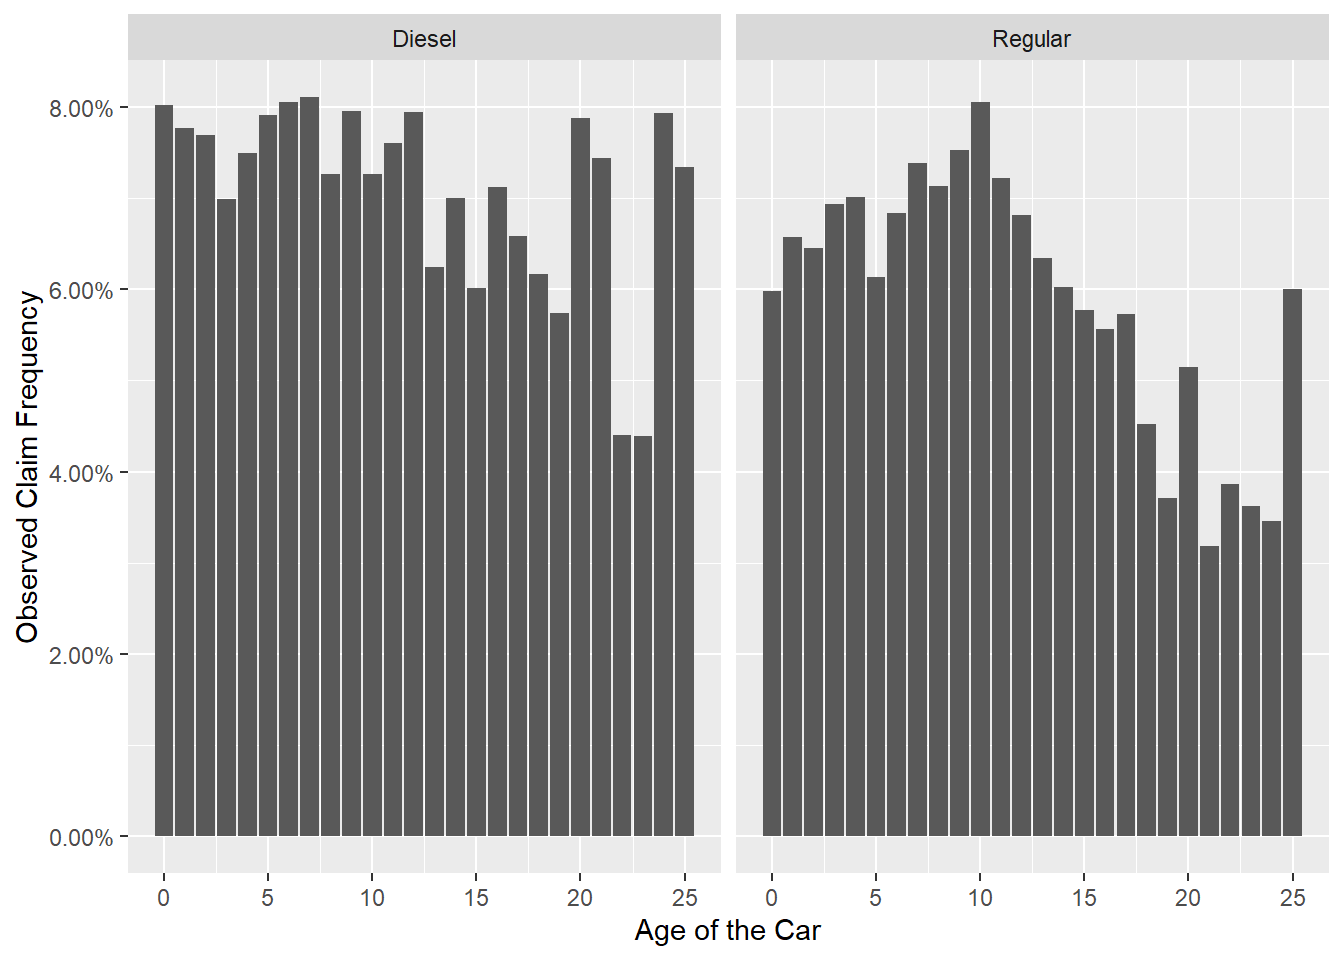 Diesel
Regular
Observed Claim Frequency
8.00%
6.00%
4.00%
2.00%
0.00%
0 5 10 15 20 25
0 5 10 15 20 25
Age of the Car